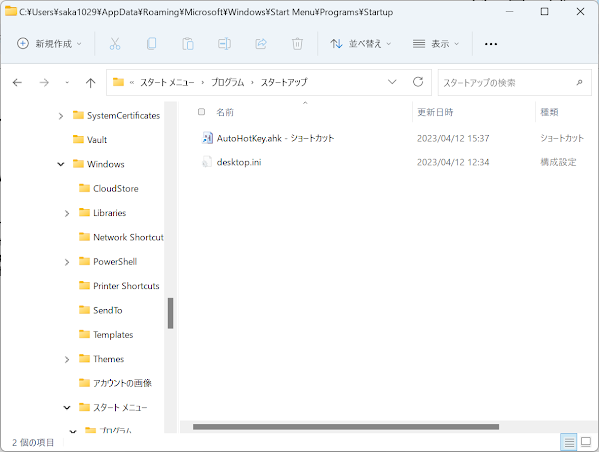 C:¥Users¥saka1029¥AppData¥Roaming¥Microsoft¥Windows¥Start Menu¥Programs¥Startup
新規作成 並べ替え 表示
« スタート メニュー › プログラム › スタートアップ スタートアップの検索
名前 更新日時 種類
AutoHotKey.ahk - ショートカット 2023/04/12 15:37 ショートカット
desktop.ini 2023/04/12 12:34 構成設定
SystemCertificates
Vault
Windows
CloudStore
Libraries
Network Shortcut
PowerShell
Printer Shortcuts
SendTo
Templates
Themes
アカウントの画像
スタート メニュー
プログラム
2 個の項目